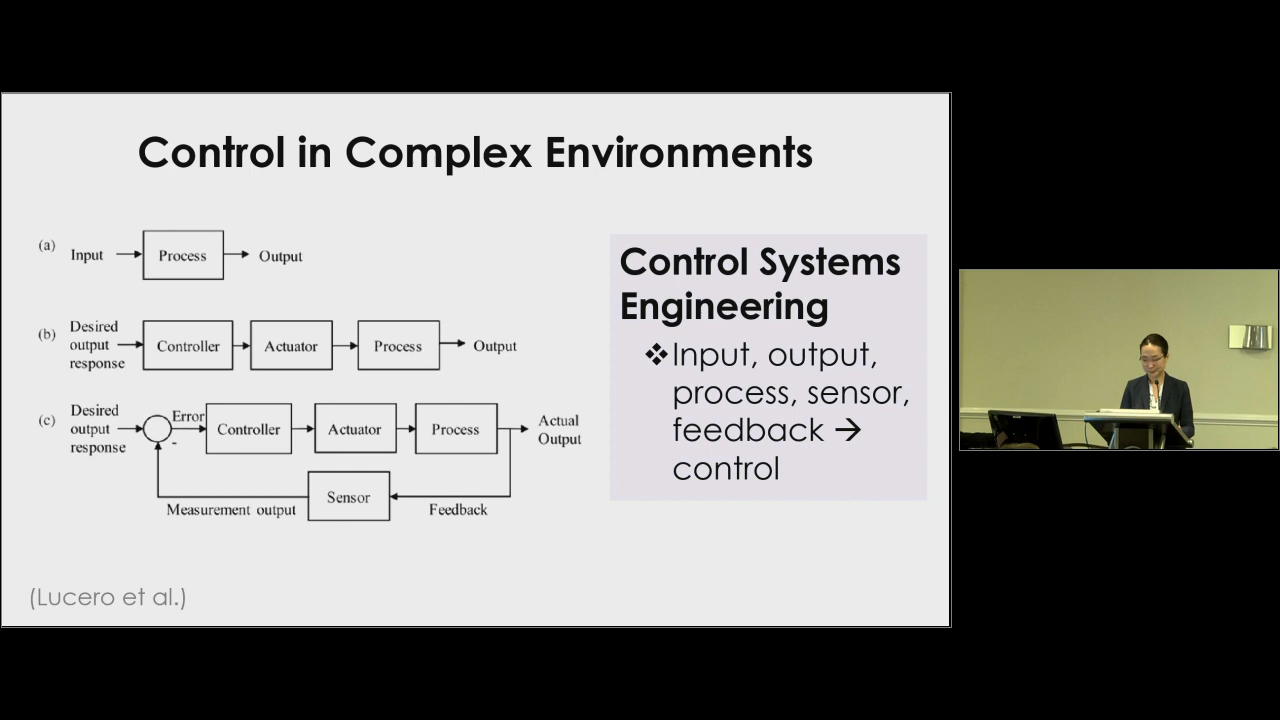 Control in Complex Environments
(a)
Input
Process
Output
(b)
Desired
output
response
Controller
Actuator
Process
Output
(c)
Desired
output
response
Error
-
Controller
Actuator
Process
Actual
Output
Sensor
Measurement output
Feedback
Control Systems
Engineering
❖Input, output,
process, sensor,
feedback →
control
(Lucero et al.)